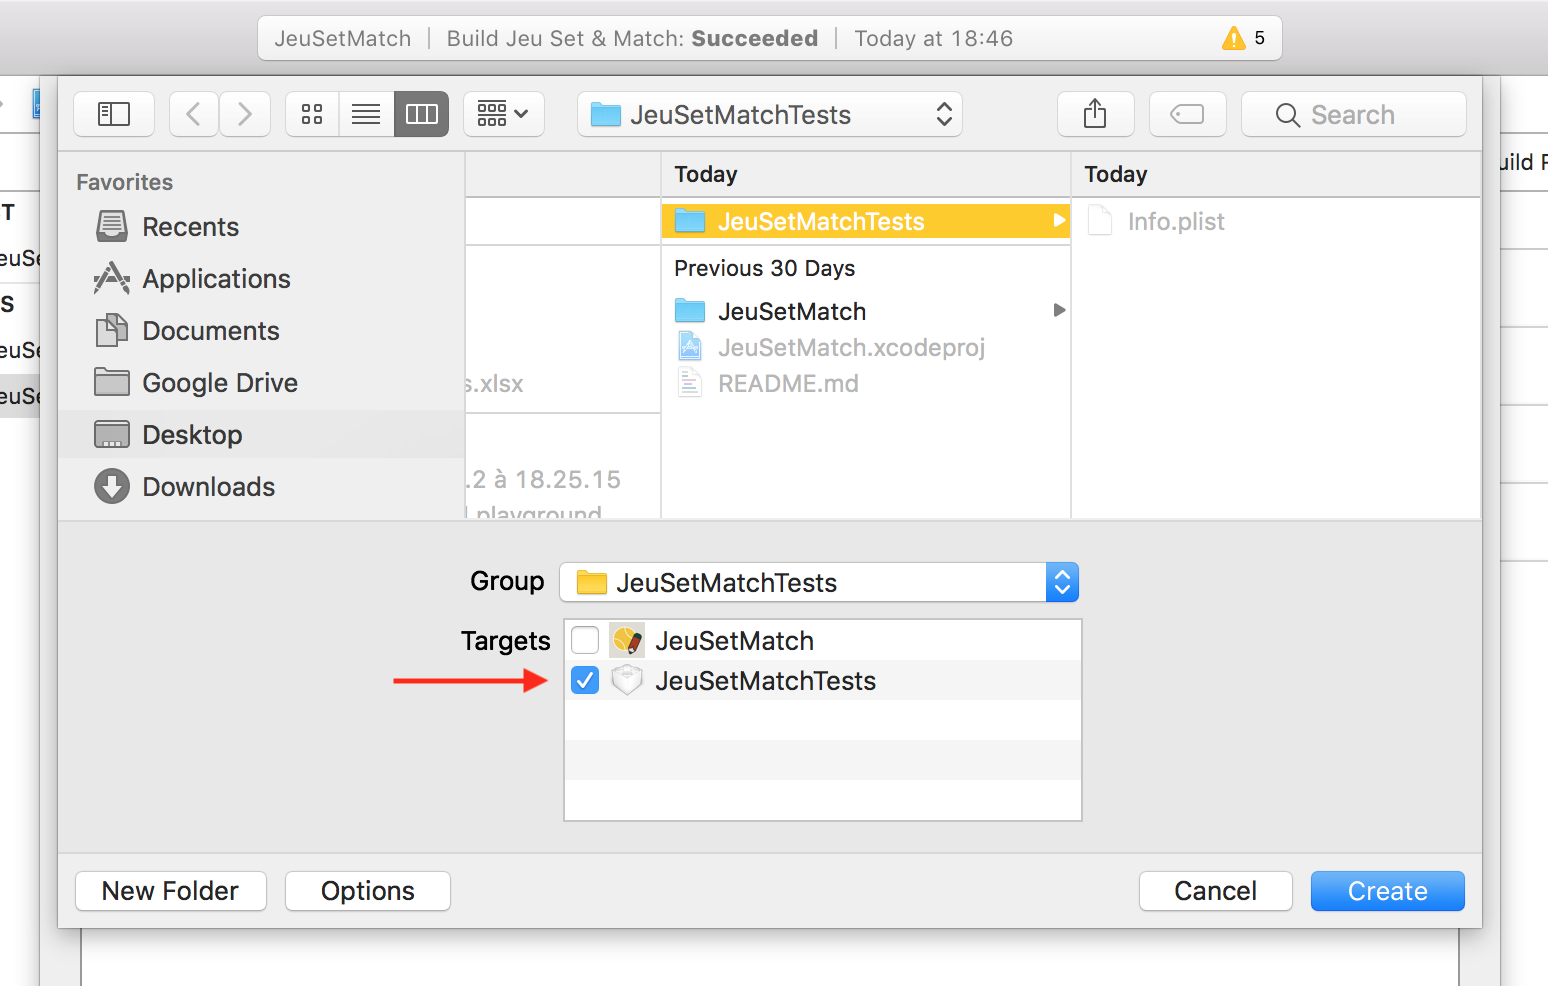 JeuSetMatch | Build Jeu Set & Match: Succeeded | Today at 18:46 5
JeuSetMatchTests Search
uild
T
euSe
S
euSe
euSe
Favorites
Recents
Applications
Documents
Google Drive
Desktop
Downloads
s.xlsx
.2 à 18.25.15
playground
Today
JeuSetMatchTests
Previous 30 Days
JeuSetMatch
JeuSetMatch.xcodeproj
README.md
Today
Info.plist
Group JeuSetMatchTests
Targets JeuSetMatch
JeuSetMatchTests
New Folder Options Cancel Create